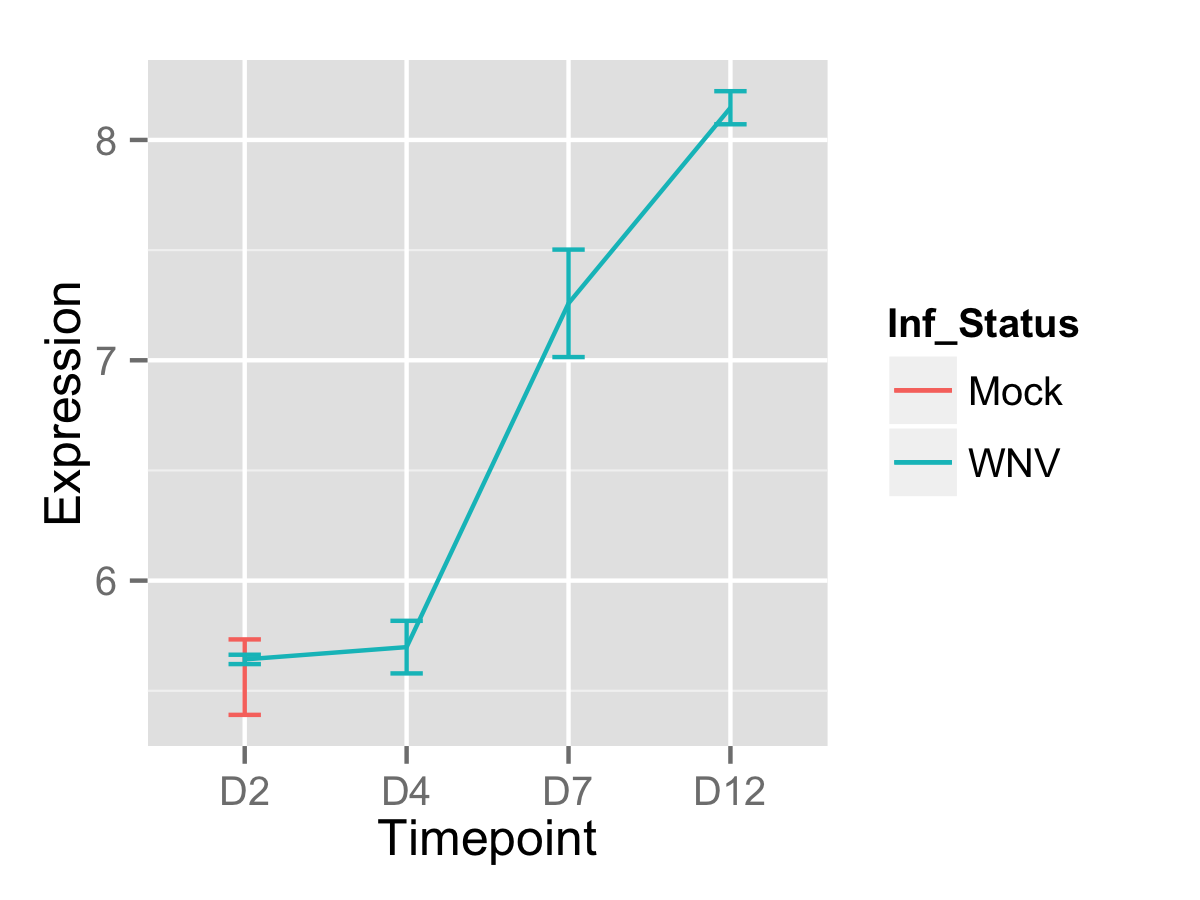 Expression
8
7
6
D2 D4 D7 D12
Timepoint
Inf_Status
Mock
WNV